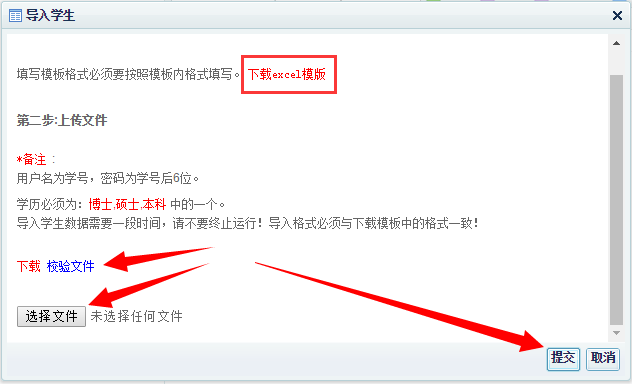 导入学生
填写模板格式必须要按照模板内格式填写。下载excel模版
第二步:上传文件
*备注 :
用户名为学号，密码为学号后6位。
学历必须为: 博士,硕士,本科 中的一个。
导入学生数据需要一段时间，请不要终止运行！导入格式必须与下载模板中的格式一致！
下载 校验文件
选择文件 未选择任何文件
提交 取消